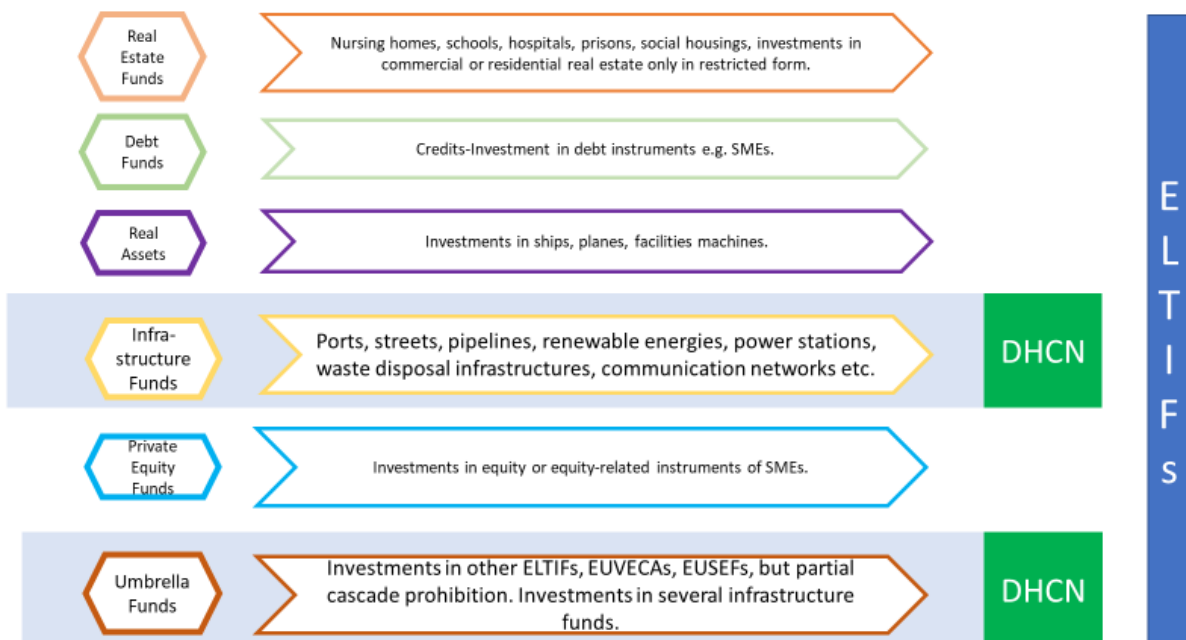 Real
Estate
Funds
Nursing homes, schools, hospitals, prisons, social housings, investments in
commercial or residential real estate only in restricted form.
Debt
Funds
Credits-Investment in debt instruments e.g. SMEs.
Real
Assets
Investments in ships, planes, facilities machines.
Infra-
structure
Funds
Ports, streets, pipelines, renewable energies, power stations,
waste disposal infrastructures, communication networks etc.
DHCN
Private
Equity
Funds
Investments in equity or equity-related instruments of SMEs.
Umbrella
Funds
Investments in other ELTIFs, EUVECAs, EUSEFs, but partial
cascade prohibition. Investments in several infrastructure
funds.
DHCN
E
L
T
I
F
s